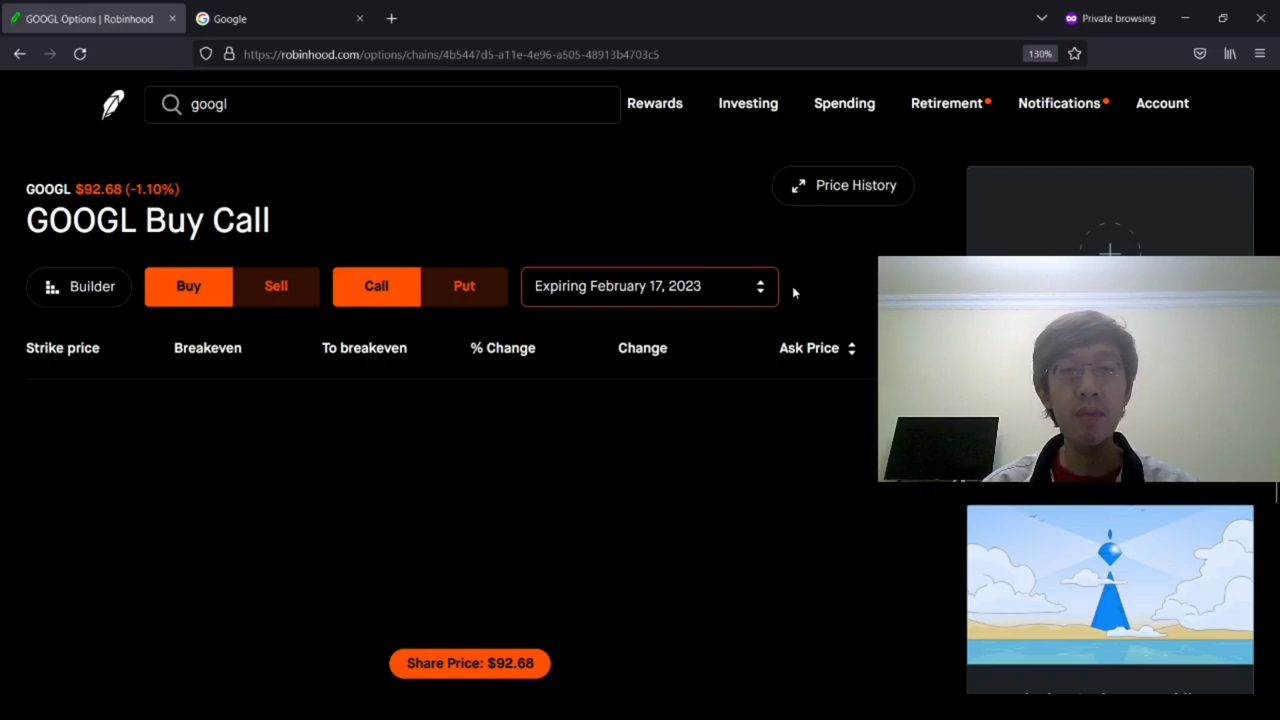 GOOGL Options | Robinhood
Google
Private browsing
https://robinhood.com/options/chains/4b5447d5-a11e-4e96-a505-48913b4703c5
130%
googl
Rewards
Investing
Spending
Retirement
Notifications
Account
GOOGL $92.68 (-1.10%)
GOOGL Buy Call
Price History
Builder
Buy
Sell
Call
Put
Expiring February 17, 2023
Strike price
Breakeven
To breakeven
% Change
Change
Ask Price
Share Price: $92.68